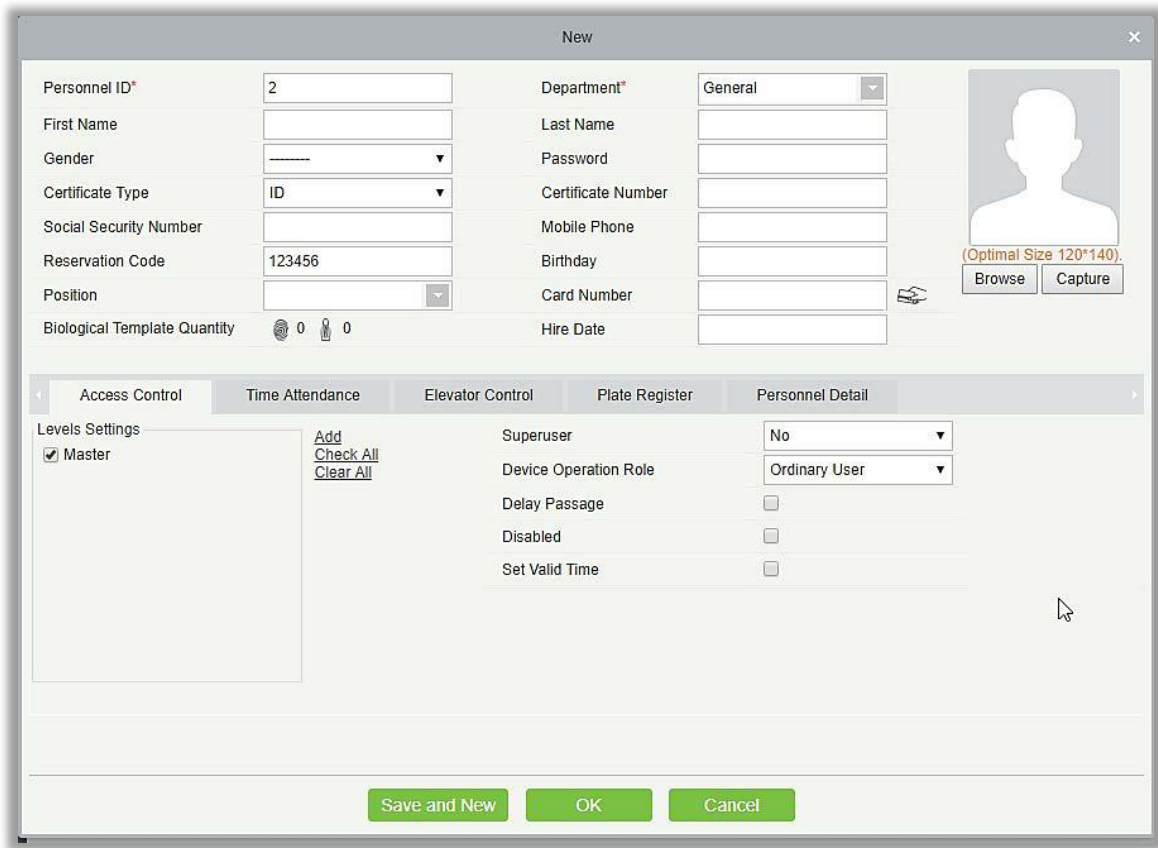 New
Personnel ID* 2 Department* General
First Name Last Name
Gender -------- Password
Certificate Type ID Certificate Number
Social Security Number Mobile Phone
(Optimal Size 120*140).
Reservation Code 123456 Birthday
Browse Capture
Position Card Number
Biological Template Quantity 0 0 Hire Date
Access Control Time Attendance Elevator Control Plate Register Personnel Detail
Levels Settings
Master
Add
Check All
Clear All
Superuser No
Device Operation Role Ordinary User
Delay Passage
Disabled
Set Valid Time
Save and New OK Cancel